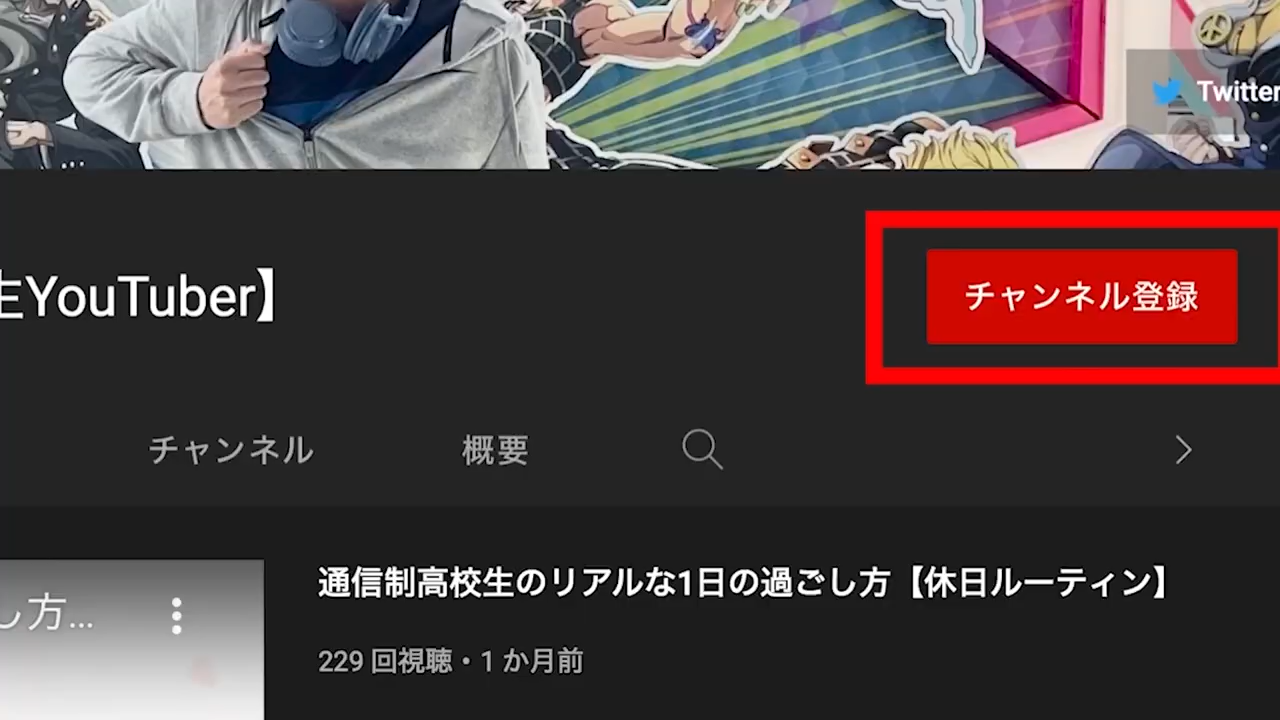 Twitter
生YouTuber】
チャンネル登録
チャンネル
概要
通信制高校生のリアルな1日の過ごし方【休日ルーティン】
し方...
229 回視聴・1 か月前